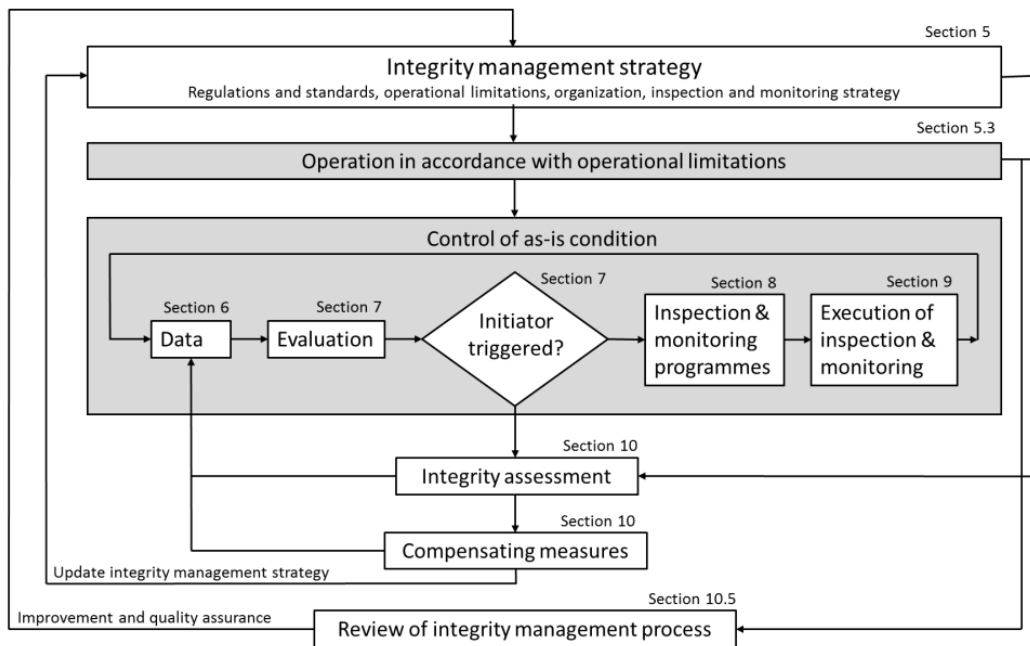 Section 5
Integrity management strategy
Regulations and standards, operational limitations, organization, inspection and monitoring strategy
Section 5.3
Operation in accordance with operational limitations
Control of as-is condition
Section 6
Data
Section 7
Evaluation
Section 7
Initiator
triggered?
Section 8
Inspection &
monitoring
programmes
Section 9
Execution of
inspection &
monitoring
Section 10
Integrity assessment
Section 10
Compensating measures
Update integrity management strategy
Improvement and quality assurance
Section 10.5
Review of integrity management process